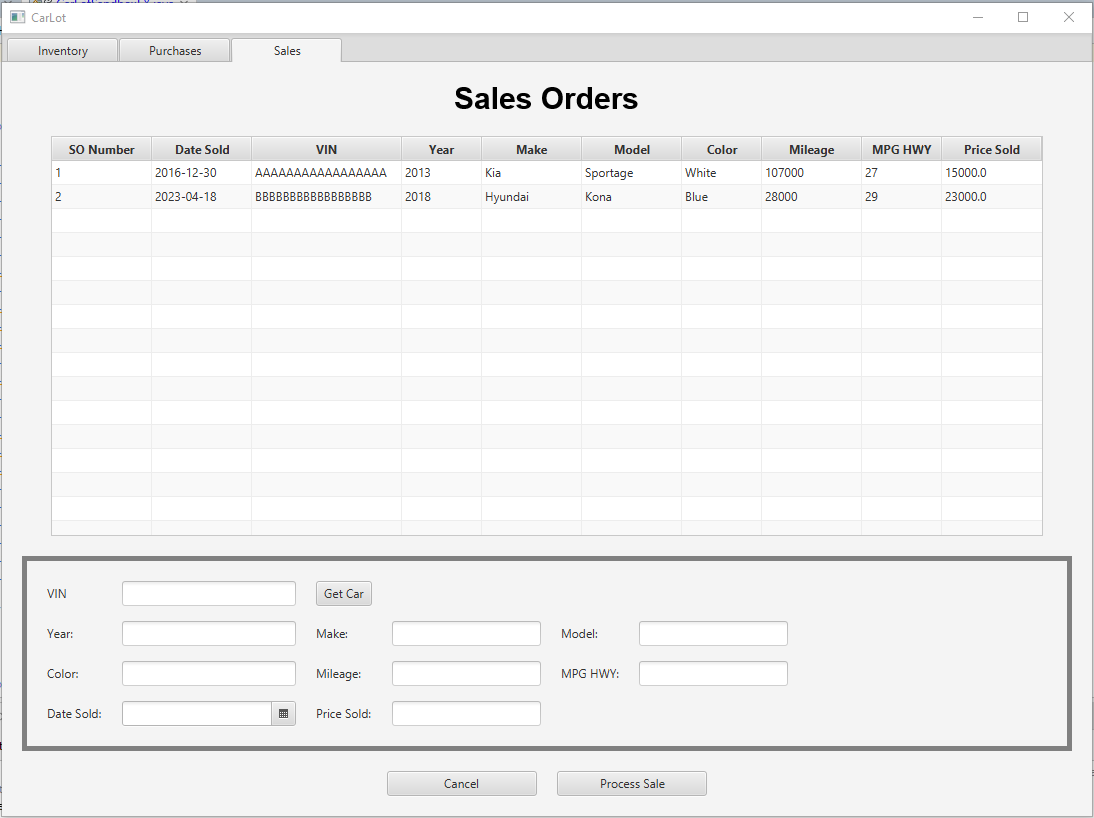 CarLot
Inventory Purchases Sales
Sales Orders
SO Number Date Sold VIN Year Make Model Color Mileage MPG HWY Price Sold
1 2016-12-30 AAAAAAAAAAAAAAAAA 2013 Kia Sportage White 107000 27 15000.0
2 2023-04-18 BBBBBBBBBBBBBBBBB 2018 Hyundai Kona Blue 28000 29 23000.0
VIN Get Car
Year: Make: Model:
Color: Mileage: MPG HWY:
Date Sold: Price Sold:
Cancel Process Sale